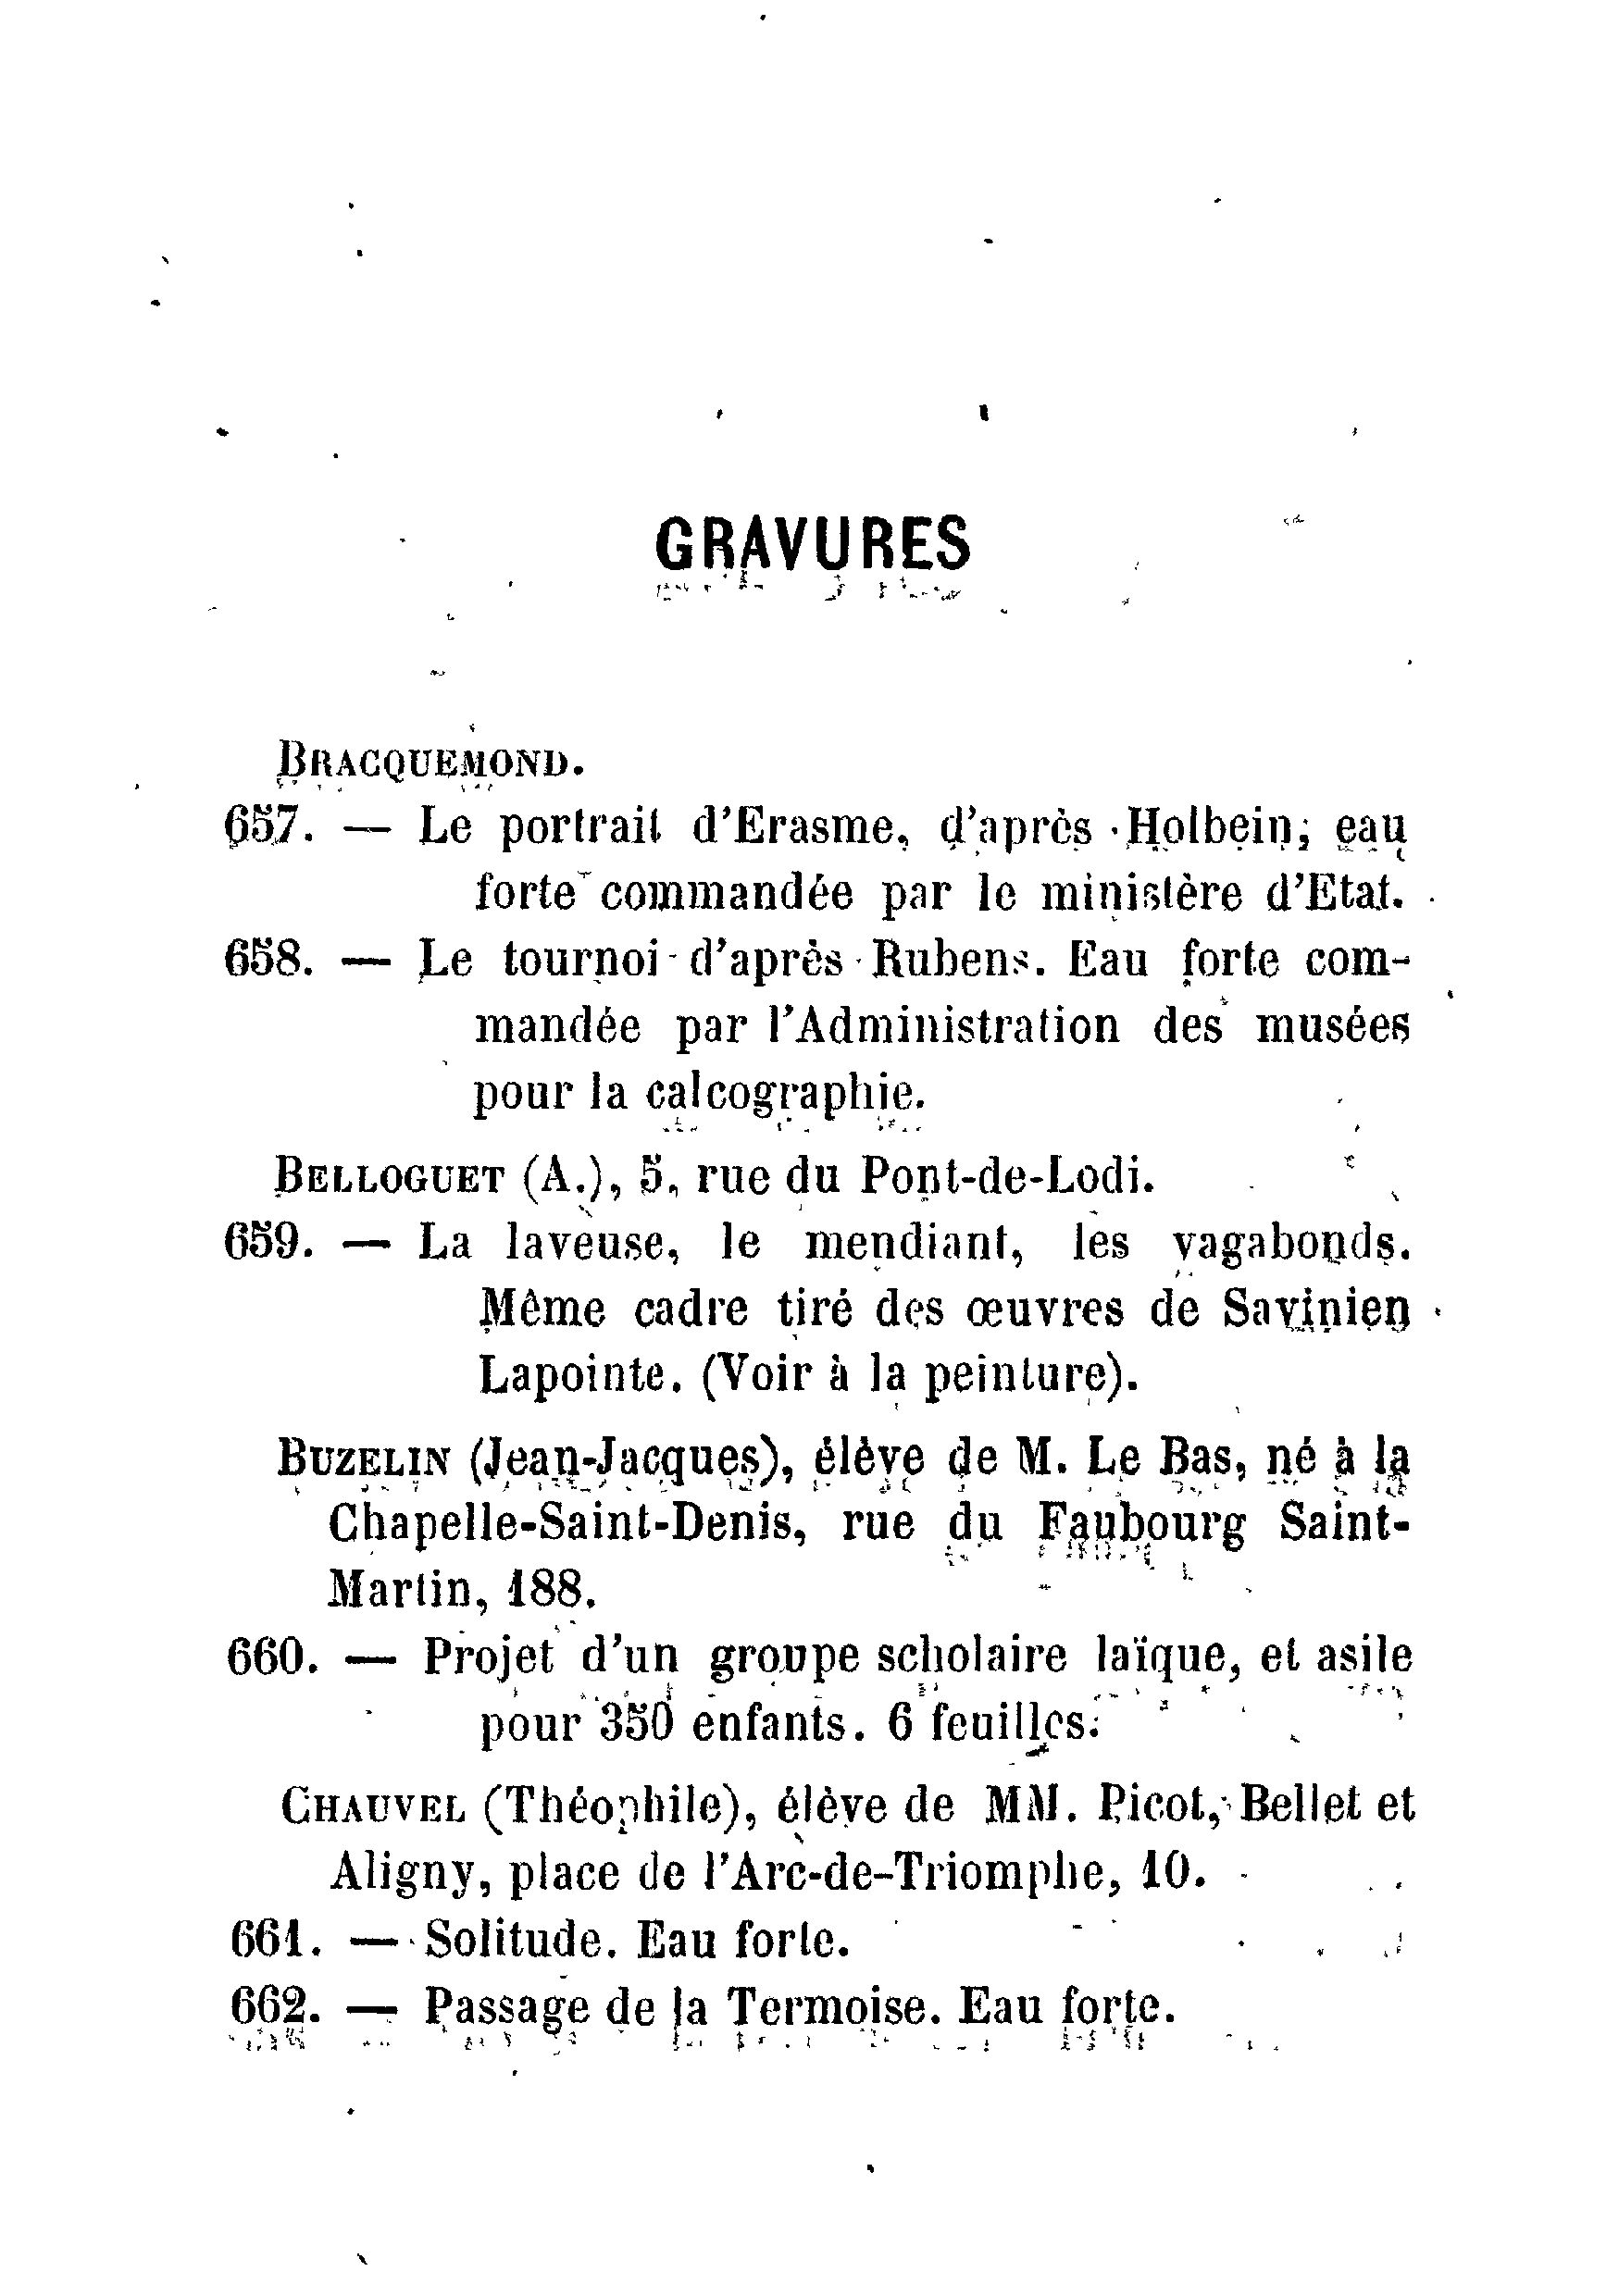 GRAVURES
BRACQUEMOND.
657. — Le portrait d'Erasme, d'après Holbein; eau
forte commandée par le ministère d'Etat.
658. — Le tournoi d'après Rubens. Eau forte com-
mandée par l'Administration des musées
pour la calcographie.
BELLOGUET (A.), 5, rue du Pont-de-Lodi.
659. — La laveuse, le mendiant, les vagabonds.
Même cadre tiré des œuvres de Savinien
Lapointe. (Voir à la peinture).
BUZELIN (Jean-Jacques), élève de M. Le Bas, né à la
Chapelle-Saint-Denis, rue du Faubourg Saint-
Martin, 188.
660. — Projet d'un groupe scholaire laïque, et asile
pour 350 enfants. 6 feuilles.
CHAUVEL (Théophile), élève de MM. Picot, Bellet et
Aligny, place de l'Arc-de-Triomphe, 10.
661. — Solitude. Eau forte.
662. — Passage de la Termoise. Eau forte.